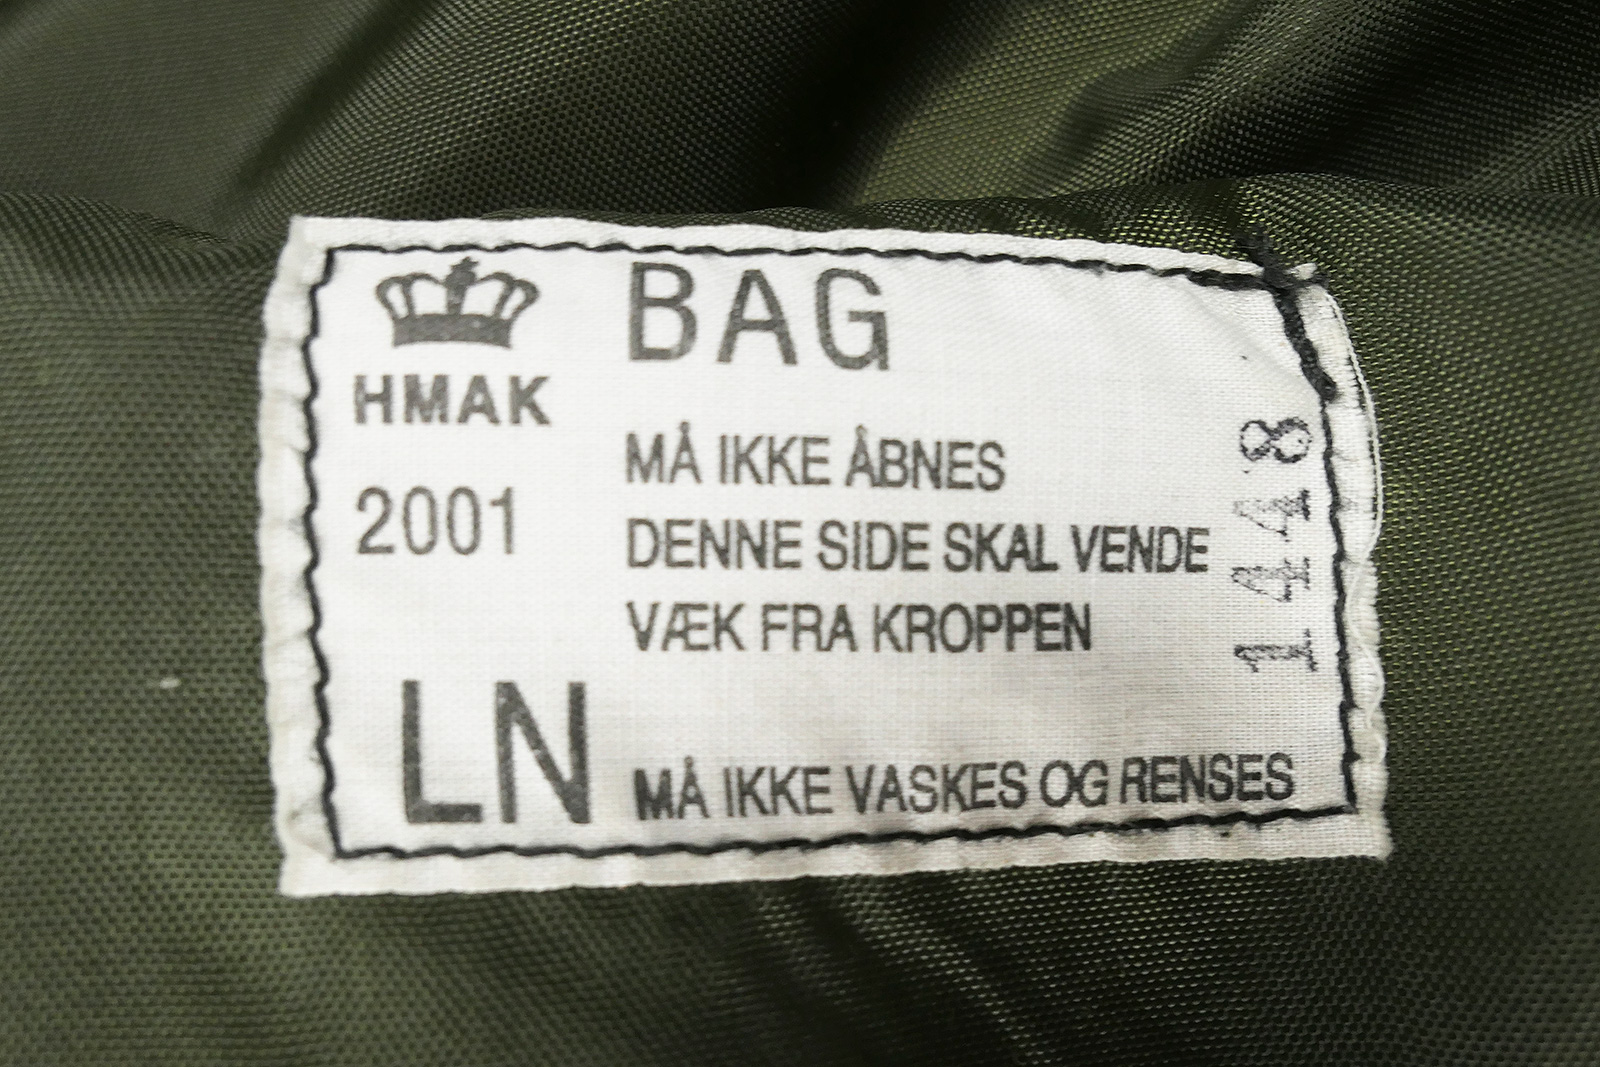 BAG
HMAK
2001
MÅ IKKE ÅBNES
DENNE SIDE SKAL VENDE
VÆK FRA KROPPEN
LN
MÅ IKKE VASKES OG RENSES
1448